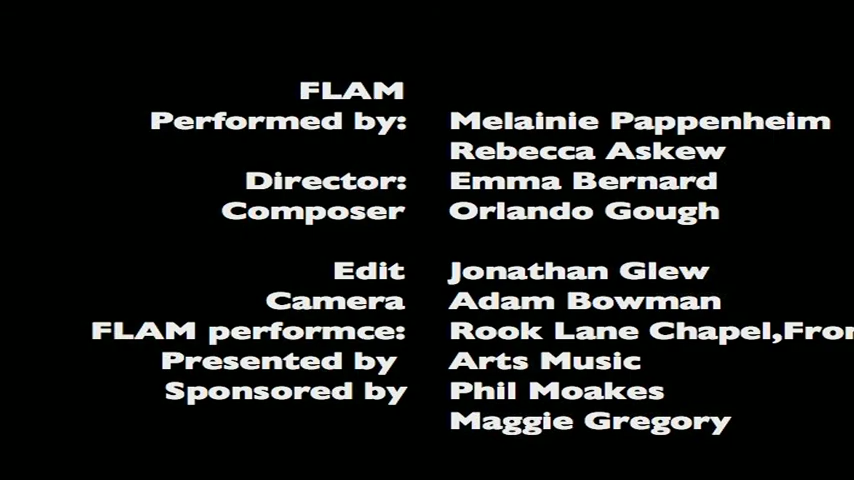 FLAM
Performed by: Melainie Pappenheim
Rebecca Askew
Director: Emma Bernard
Composer Orlando Gough
Edit Jonathan Glew
Camera Adam Bowman
FLAM performce: Rook Lane Chapel,
Presented by Arts Music
Sponsored by Phil Moakes
Maggie Gregory